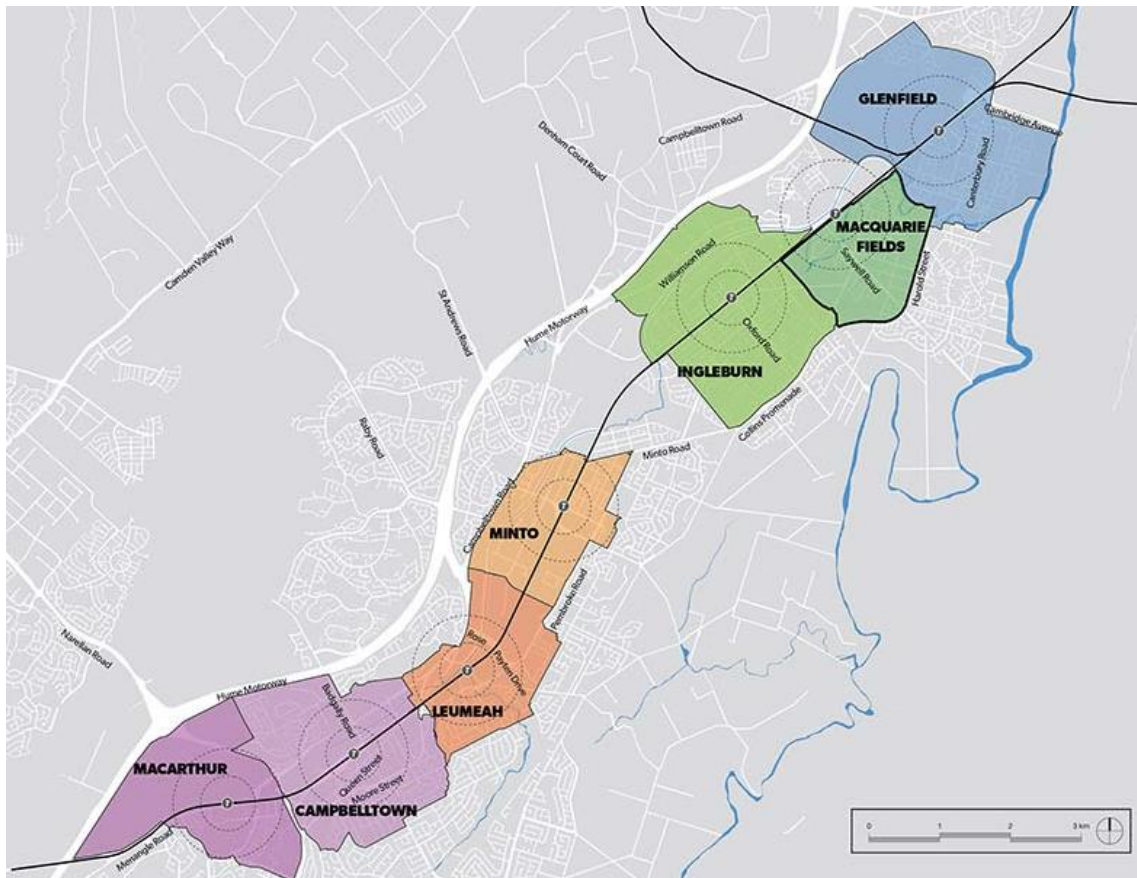 GLENFIELD
Cambridge Avenue
Campbelltown Road
Denham Court Road
Canterbury Road
MACQUARIE
FIELDS
Saywell Road
Harold Street
Williamson Road
Camden Valley Way
St Andrews Road
Hume Motorway
Oxford Road
INGLEBURN
Collins Promenade
Raby Road
Minto Road
Campbelltown Road
MINTO
Pembroke Road
Narellan Road
Rose
Payten Drive
Hume Motorway
Badgally Road
LEUMEAH
MACARTHUR
Queen Street
Moore Street
CAMPBELLTOWN
Menangle Road
0 1 2 3 km
T
T
T
T
T
T
T